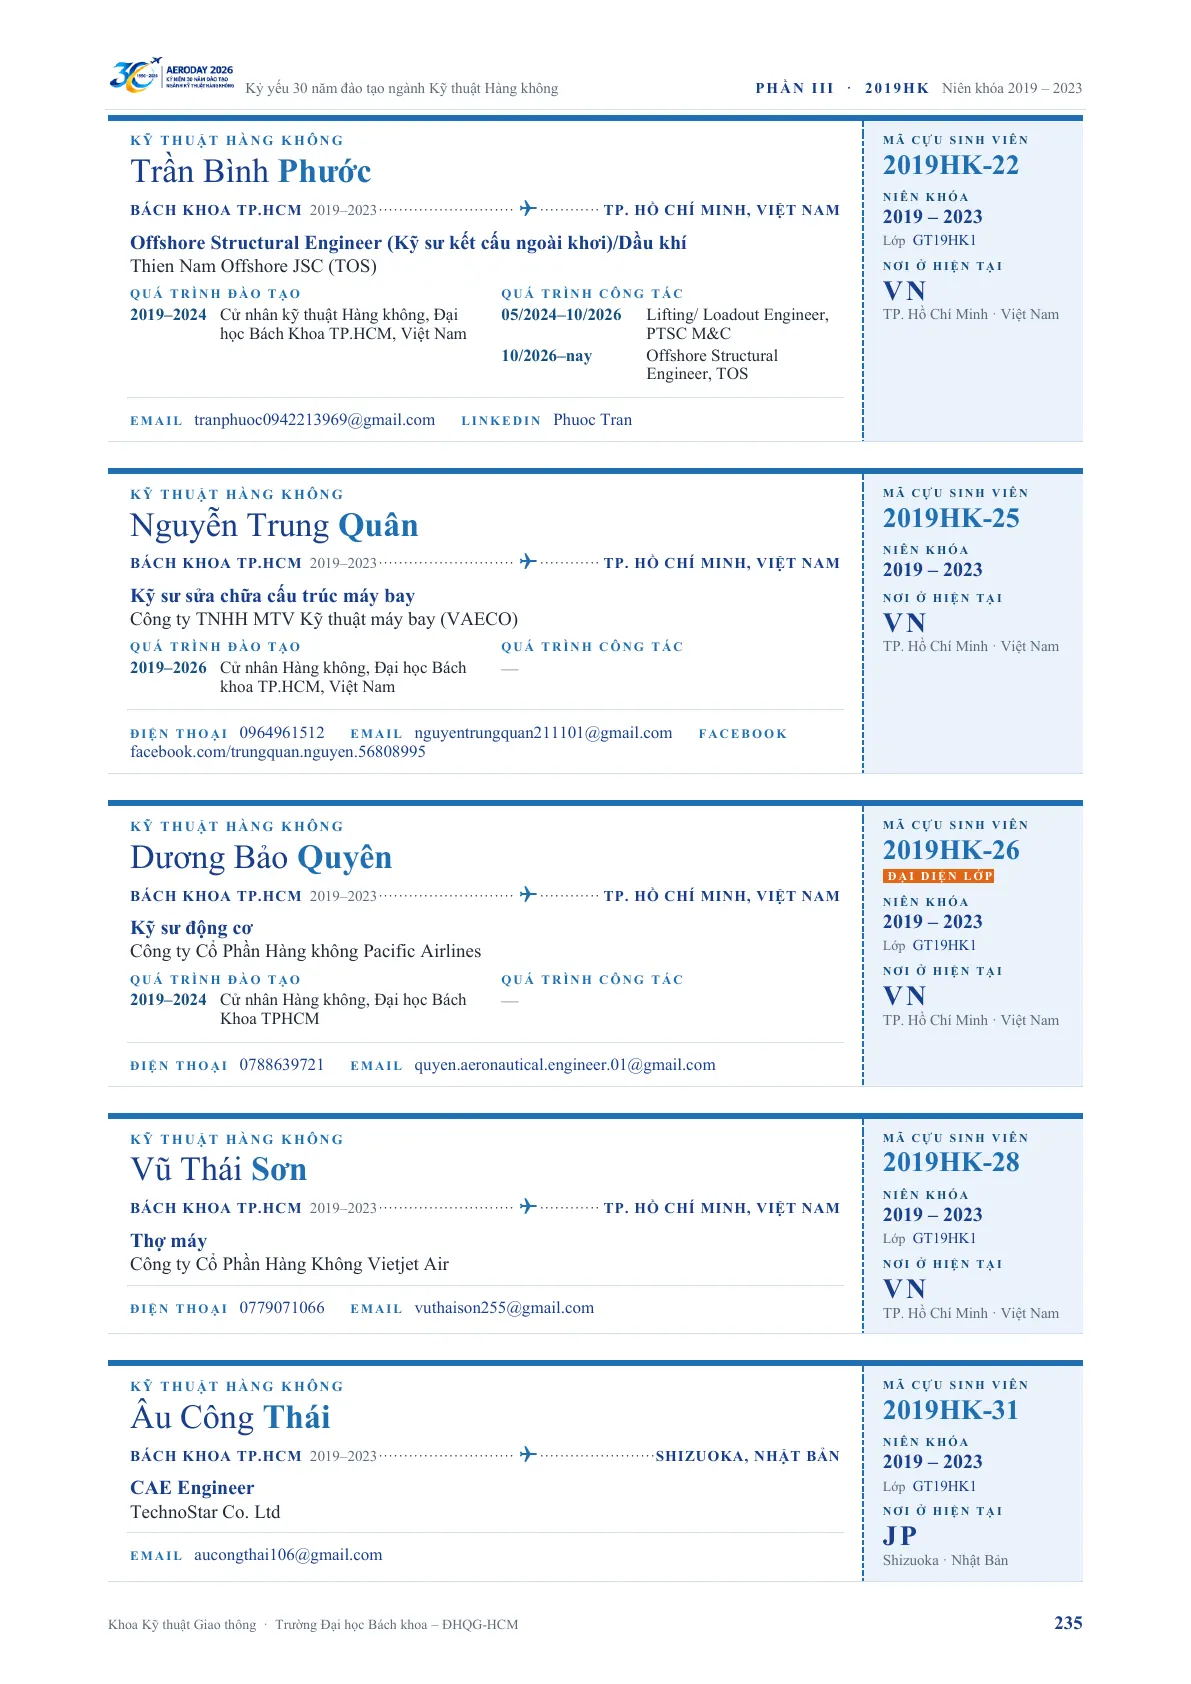 AERODAY 2026
1996 - 2026
KỶ NIỆM 30 NĂM ĐÀO TẠO
NGÀNH KỸ THUẬT HÀNG KHÔNG
Kỷ yếu 30 năm đào tạo ngành Kỹ thuật Hàng không
PHẦN III · 2019HK Niên khóa 2019 – 2023
KỸ THUẬT HÀNG KHÔNG
Trần Bình Phước
BÁCH KHOA TP.HCM 2019–2023 TP. HỒ CHÍ MINH, VIỆT NAM
Offshore Structural Engineer (Kỹ sư kết cấu ngoài khơi)/Dầu khí
Thien Nam Offshore JSC (TOS)
QUÁ TRÌNH ĐÀO TẠO
2019–2024 Cử nhân kỹ thuật Hàng không, Đại
học Bách Khoa TP.HCM, Việt Nam
QUÁ TRÌNH CÔNG TÁC
05/2024–10/2026 Lifting/ Loadout Engineer,
PTSC M&C
10/2026–nay Offshore Structural
Engineer, TOS
EMAIL tranphuoc0942213969@gmail.com LINKEDIN Phuoc Tran
MÃ CỰU SINH VIÊN
2019HK-22
NIÊN KHÓA
2019 – 2023
Lớp GT19HK1
NƠI Ở HIỆN TẠI
VN
TP. Hồ Chí Minh · Việt Nam
KỸ THUẬT HÀNG KHÔNG
Nguyễn Trung Quân
BÁCH KHOA TP.HCM 2019–2023 TP. HỒ CHÍ MINH, VIỆT NAM
Kỹ sư sửa chữa cấu trúc máy bay
Công ty TNHH MTV Kỹ thuật máy bay (VAECO)
QUÁ TRÌNH ĐÀO TẠO
2019–2026 Cử nhân Hàng không, Đại học Bách
khoa TP.HCM, Việt Nam
QUÁ TRÌNH CÔNG TÁC
—
ĐIỆN THOẠI 0964961512 EMAIL nguyentrungquan211101@gmail.com FACEBOOK
facebook.com/trungquan.nguyen.56808995
MÃ CỰU SINH VIÊN
2019HK-25
NIÊN KHÓA
2019 – 2023
NƠI Ở HIỆN TẠI
VN
TP. Hồ Chí Minh · Việt Nam
KỸ THUẬT HÀNG KHÔNG
Dương Bảo Quyên
BÁCH KHOA TP.HCM 2019–2023 TP. HỒ CHÍ MINH, VIỆT NAM
Kỹ sư động cơ
Công ty Cổ Phần Hàng không Pacific Airlines
QUÁ TRÌNH ĐÀO TẠO
2019–2024 Cử nhân Hàng không, Đại học Bách
Khoa TPHCM
QUÁ TRÌNH CÔNG TÁC
—
ĐIỆN THOẠI 0788639721 EMAIL quyen.aeronautical.engineer.01@gmail.com
MÃ CỰU SINH VIÊN
2019HK-26
ĐẠI DIỆN LỚP
NIÊN KHÓA
2019 – 2023
Lớp GT19HK1
NƠI Ở HIỆN TẠI
VN
TP. Hồ Chí Minh · Việt Nam
KỸ THUẬT HÀNG KHÔNG
Vũ Thái Sơn
BÁCH KHOA TP.HCM 2019–2023 TP. HỒ CHÍ MINH, VIỆT NAM
Thợ máy
Công ty Cổ Phần Hàng Không Vietjet Air
ĐIỆN THOẠI 0779071066 EMAIL vuthaison255@gmail.com
MÃ CỰU SINH VIÊN
2019HK-28
NIÊN KHÓA
2019 – 2023
Lớp GT19HK1
NƠI Ở HIỆN TẠI
VN
TP. Hồ Chí Minh · Việt Nam
KỸ THUẬT HÀNG KHÔNG
Âu Công Thái
BÁCH KHOA TP.HCM 2019–2023 SHIZUOKA, NHẬT BẢN
CAE Engineer
TechnoStar Co. Ltd
EMAIL aucongthai106@gmail.com
MÃ CỰU SINH VIÊN
2019HK-31
NIÊN KHÓA
2019 – 2023
Lớp GT19HK1
NƠI Ở HIỆN TẠI
JP
Shizuoka · Nhật Bản
Khoa Kỹ thuật Giao thông · Trường Đại học Bách khoa – ĐHQG-HCM
235